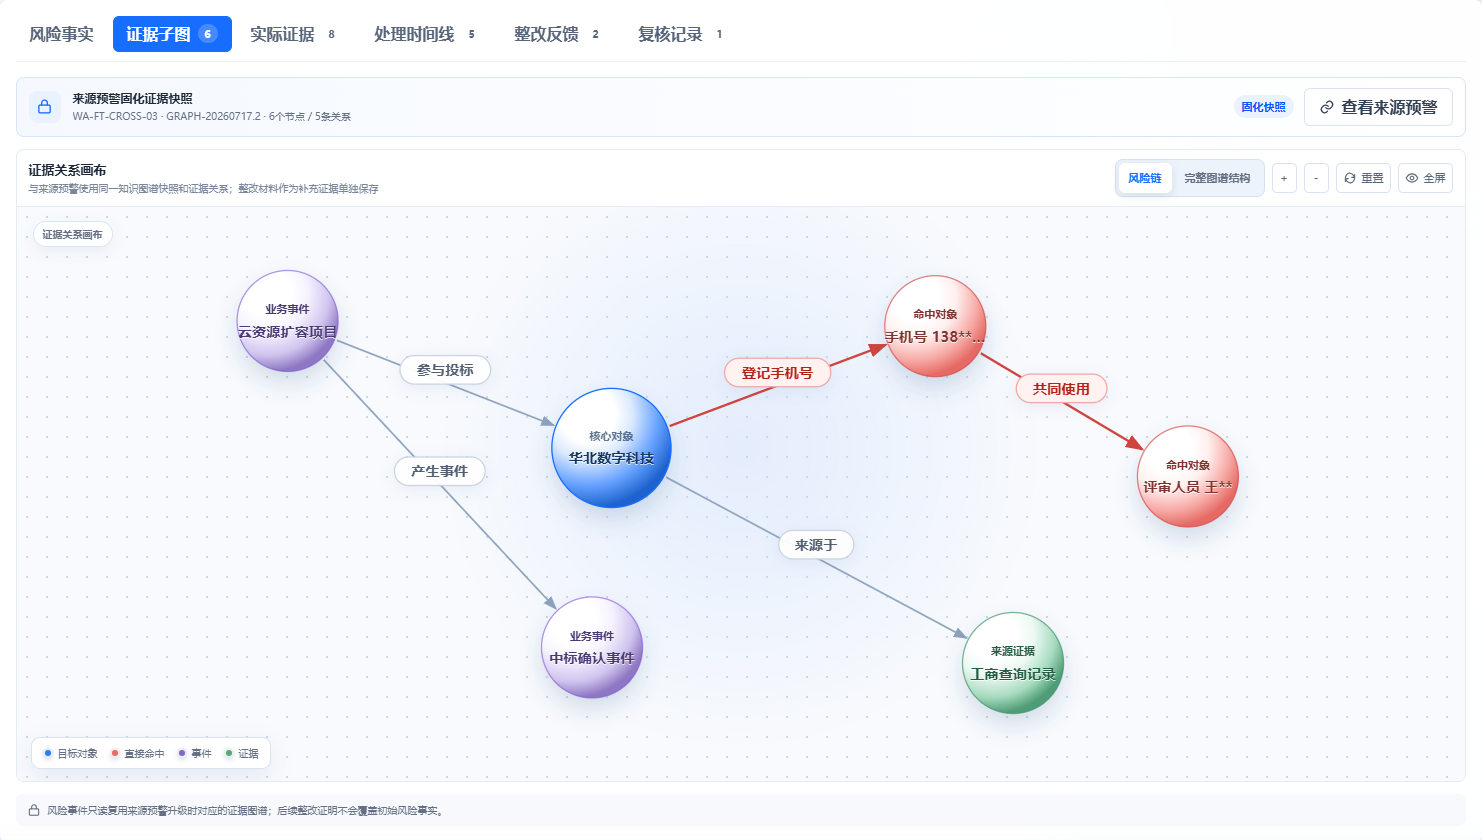 风险事实 证据子图 6 实际证据 8 处理时间线 5 整改反馈 2 复核记录 1
来源预警固化证据快照
WA-FT-CROSS-03 · GRAPH-20260717.2 · 6个节点 / 5条关系
固化快照 查看来源预警
证据关系画布
与来源预警使用同一知识图谱快照和证据关系；整改材料作为补充证据单独保存
风险链 完整图谱结构 + - 重置 全屏
证据关系画布
业务事件
云资源扩容项目
命中对象
手机号 138**...
参与投标
登记手机号
共同使用
核心对象
华北数字科技
产生事件
命中对象
评审人员 王**
来源于
业务事件
中标确认事件
来源证据
工商查询记录
目标对象 直接命中 事件 证据
风险事件只读复用来源预警升级时对应的证据图谱；后续整改证明不会覆盖初始风险事实。